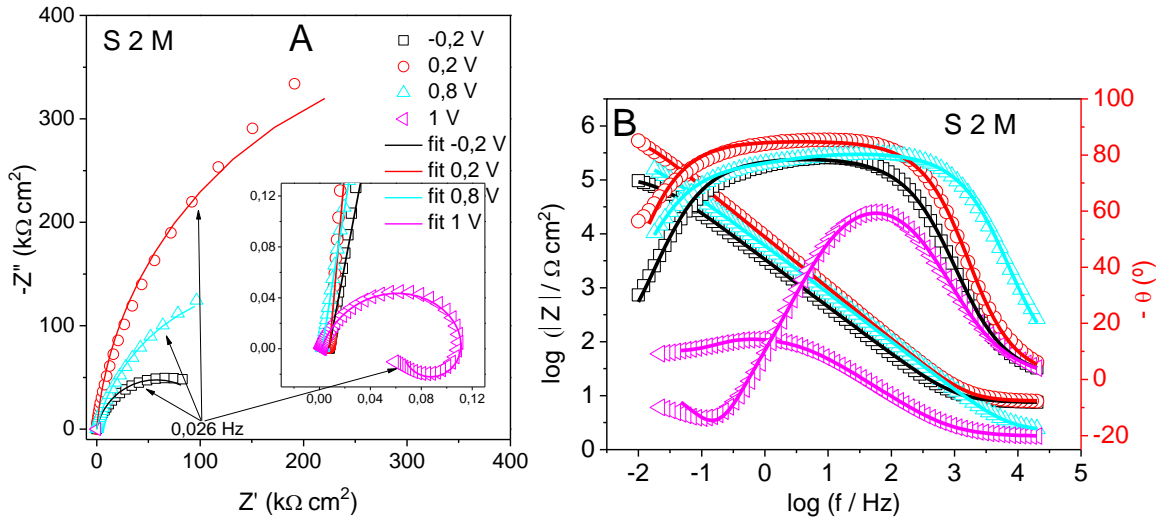 S 2 M
A
-0,2 V
0,2 V
0,8 V
1 V
fit -0,2 V
fit 0,2 V
fit 0,8 V
fit 1 V
400
300
200
100
0
-Z'' (kΩ cm²)
0 100 200 300 400
Z' (kΩ cm²)
0,12
0,08
0,04
0,00
0,00 0,04 0,08 0,12
0,026 Hz
B
S 2 M
6
5
4
3
2
1
0
log (|Z|/ Ω cm²)
-2 -1 0 1 2 3 4 5
log (f / Hz)
100
80
60
40
20
0
-20
- θ (º)